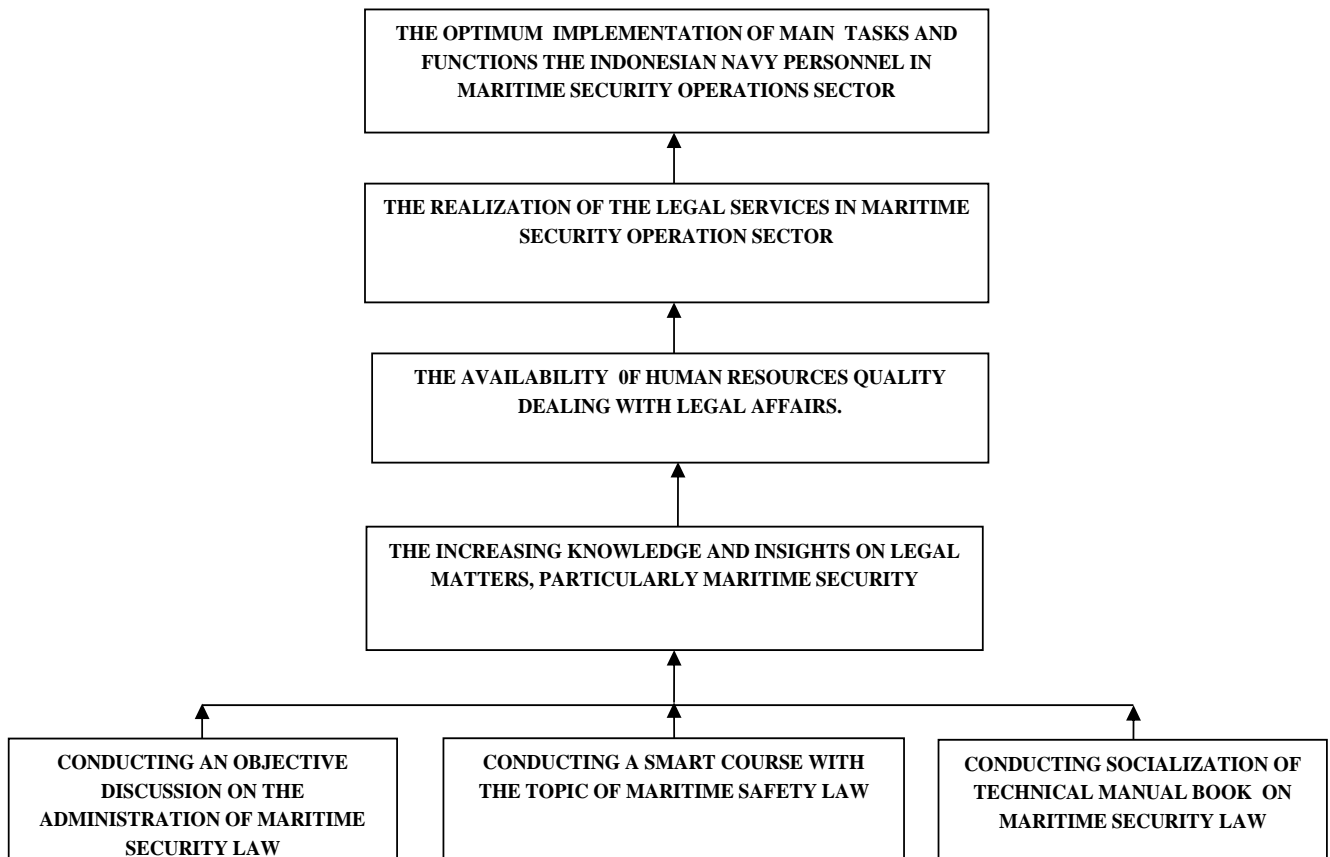 THE OPTIMUM IMPLEMENTATION OF MAIN TASKS AND
FUNCTIONS THE INDONESIAN NAVY PERSONNEL IN
MARITIME SECURITY OPERATIONS SECTOR
THE REALIZATION OF THE LEGAL SERVICES IN MARITIME
SECURITY OPERATION SECTOR
THE AVAILABILITY 0F HUMAN RESOURCES QUALITY
DEALING WITH LEGAL AFFAIRS.
THE INCREASING KNOWLEDGE AND INSIGHTS ON LEGAL
MATTERS, PARTICULARLY MARITIME SECURITY
CONDUCTING AN OBJECTIVE
DISCUSSION ON THE
ADMINISTRATION OF MARITIME
SECURITY LAW
CONDUCTING A SMART COURSE WITH
THE TOPIC OF MARITIME SAFETY LAW
CONDUCTING SOCIALIZATION OF
TECHNICAL MANUAL BOOK ON
MARITIME SECURITY LAW